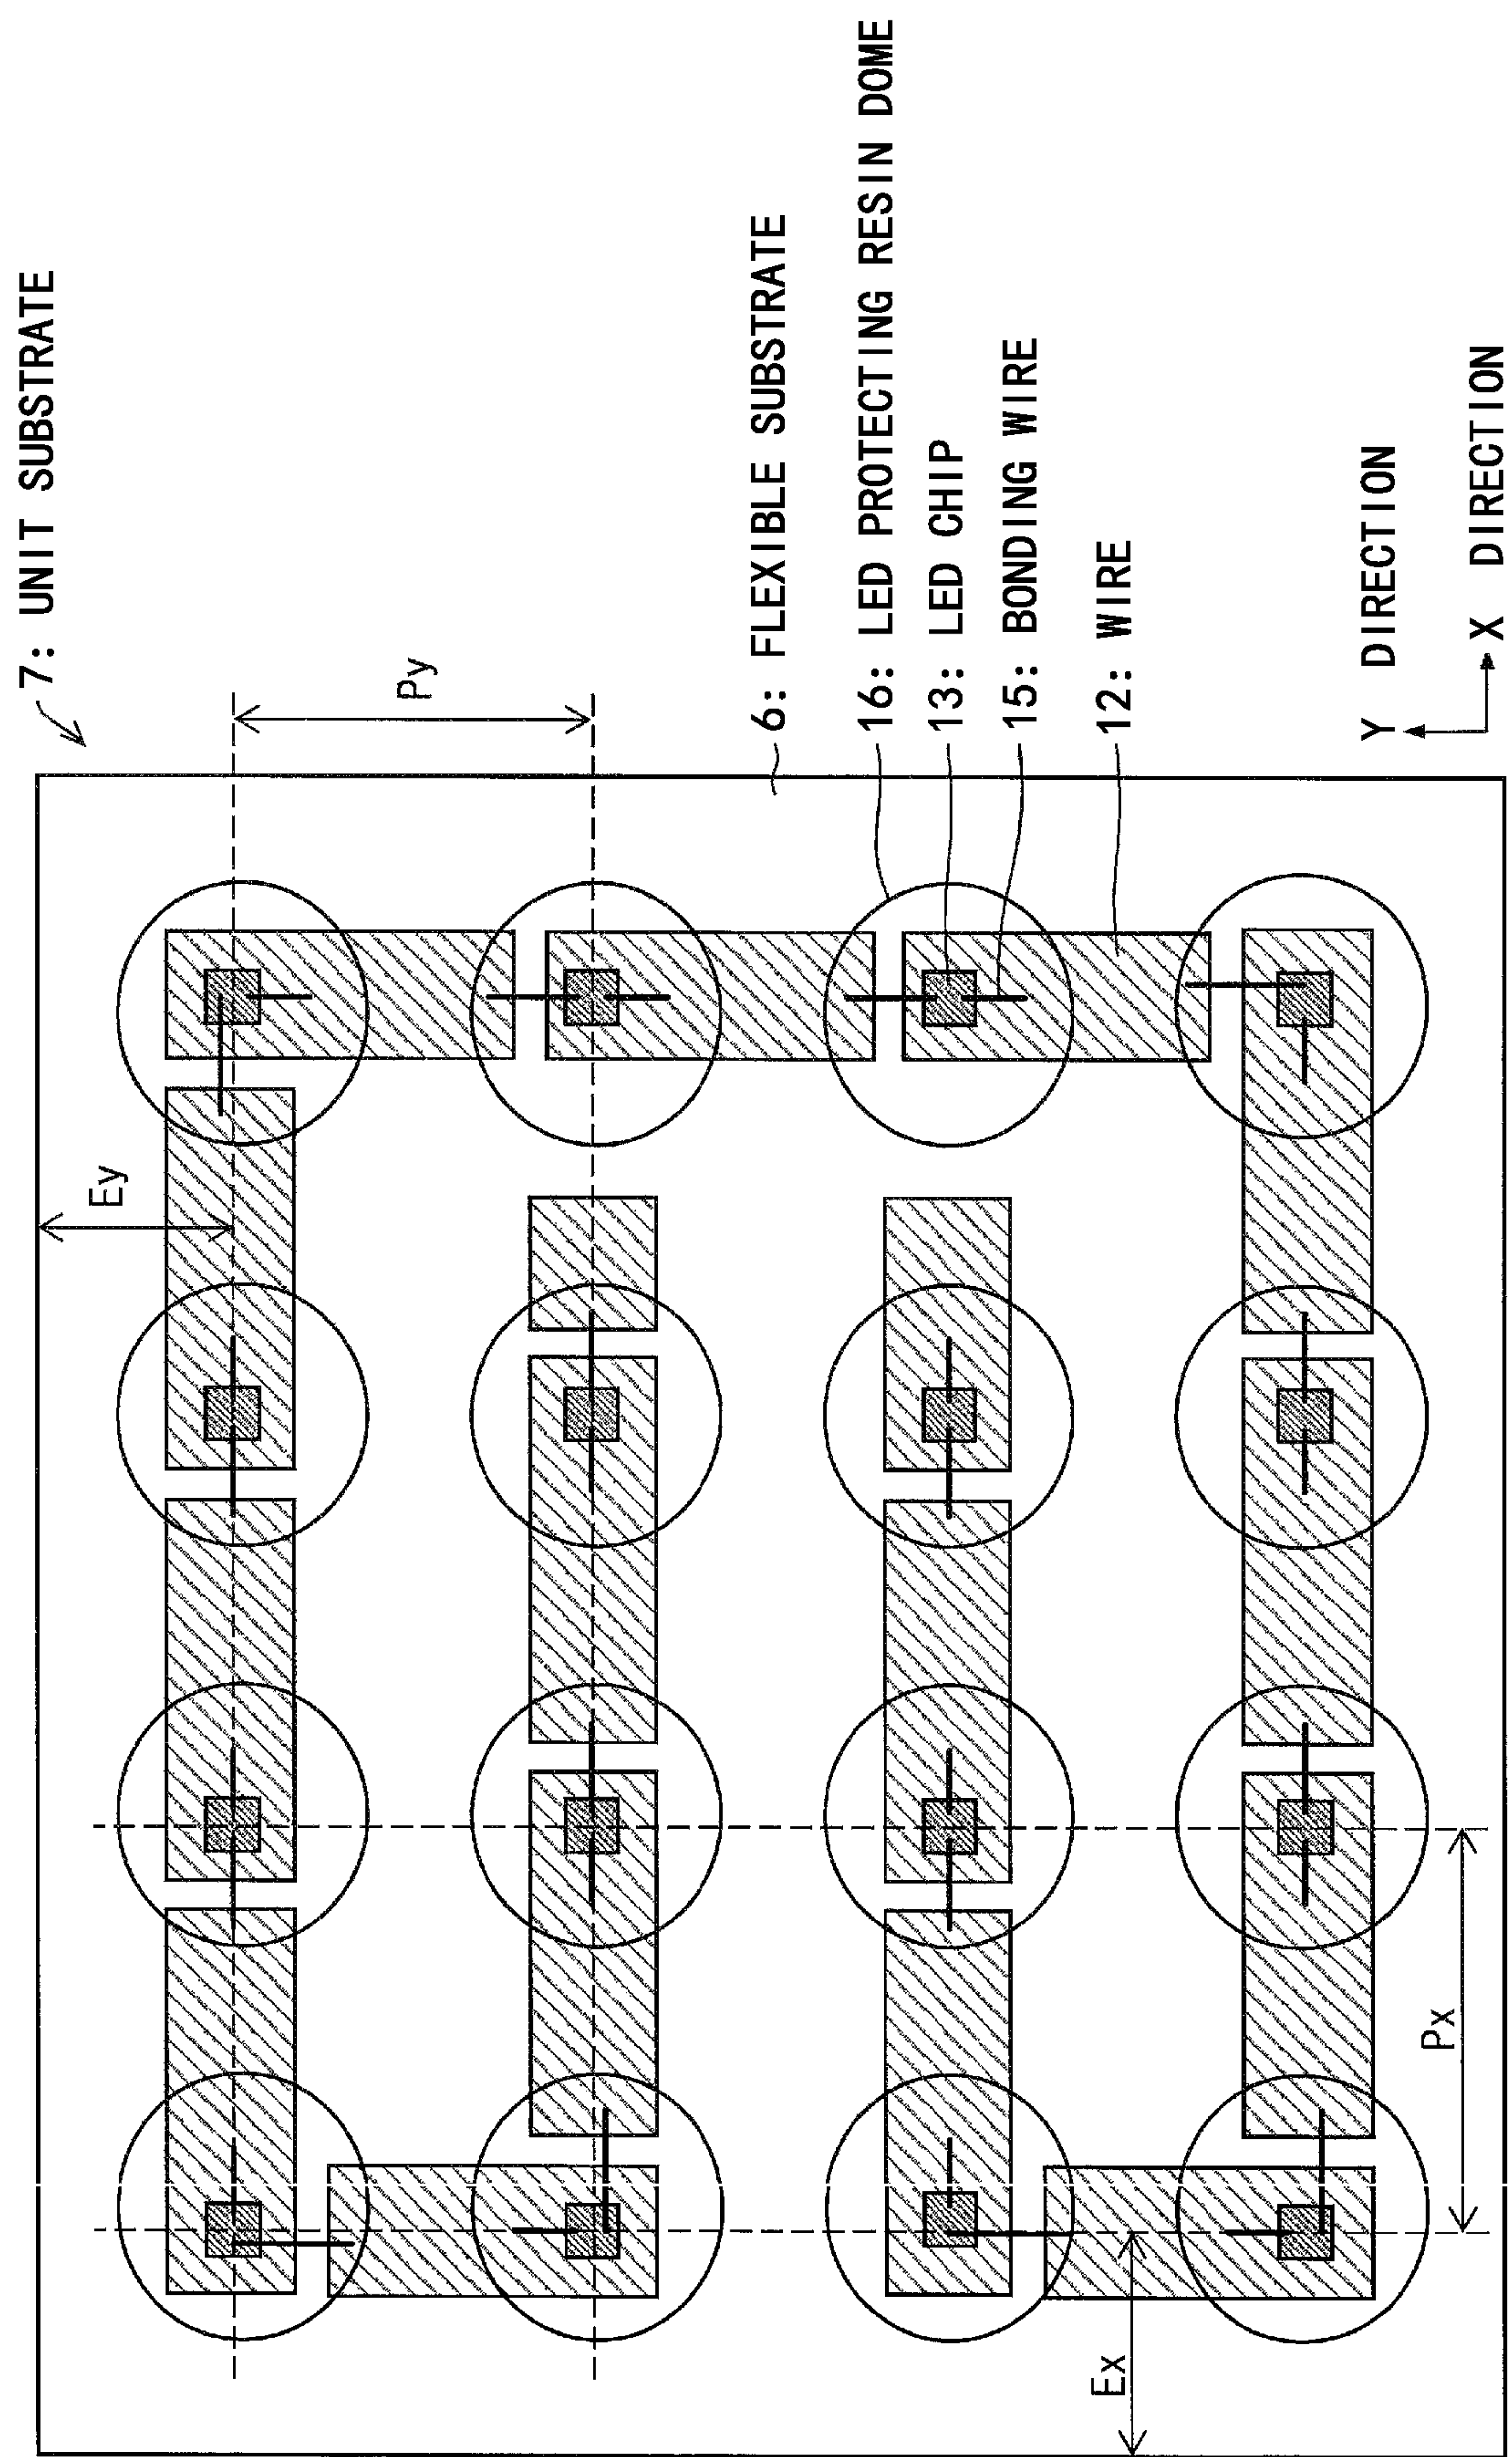 7: UNIT SUBSTRATE
Py
Ey
6: FLEXIBLE SUBSTRATE
16: LED PROTECTING RESIN DOME
13: LED CHIP
15: BONDING WIRE
12: WIRE
Y DIRECTION
X DIRECTION
Px
Ex